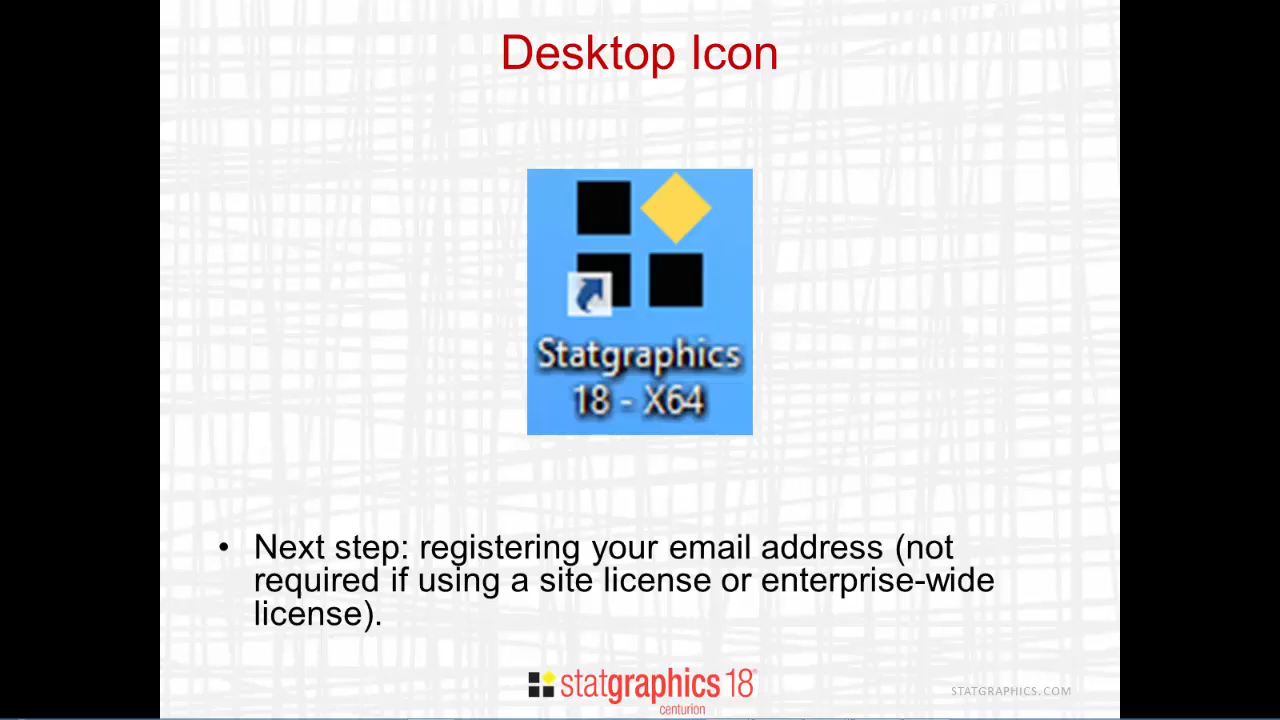 Desktop Icon
Statgraphics
18 - X64
• Next step: registering your email address (not
required if using a site license or enterprise-wide
license).
statgraphics 18®
centurion
STATGRAPHICS.COM